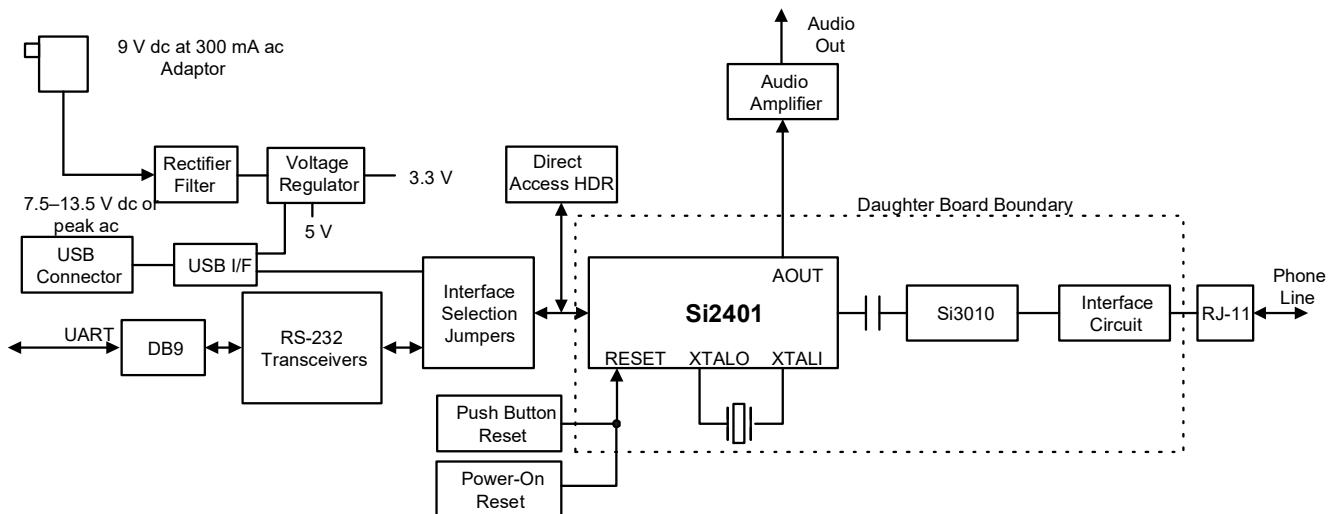 Audio
Out
9 V dc at 300 mA ac
Adaptor
Audio
Amplifier
Rectifier
Filter
Voltage
Regulator
3.3 V
Direct
Access HDR
7.5–13.5 V dc or
peak ac
5 V
Daughter Board Boundary
USB
Connector
USB I/F
Interface
Selection
Jumpers
AOUT
Si2401
RESET
XTALO
XTALI
Si3010
Interface
Circuit
RJ-11
Phone
Line
UART
DB9
RS-232
Transceivers
Push Button
Reset
Power-On
Reset